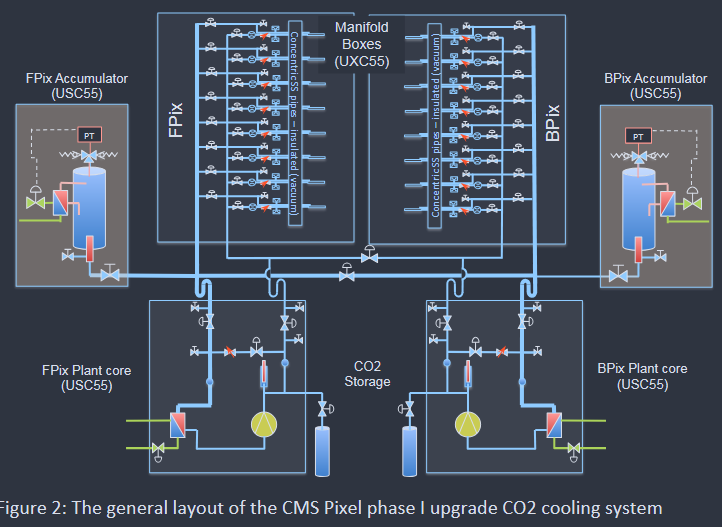 Manifold
Boxes
(UXC55)
FPix
BPix
Concentric SS pipes – insulated (vacuum)
Concentric SS pipes – insulated (vacuum)
FPix Accumulator
(USC55)
BPix Accumulator
(USC55)
PT
PT
FPix Plant core
(USC55)
CO2
Storage
BPix Plant core
(USC55)
Figure 2: The general layout of the CMS Pixel phase I upgrade CO2 cooling system